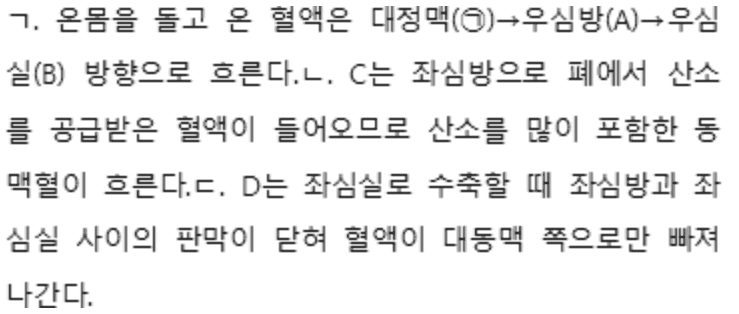 ㄱ. 온몸을 돌고 온 혈액은 대정맥(㉠)→우심방(A)→우심
실(B) 방향으로 흐른다.ㄴ. C는 좌심방으로 폐에서 산소
를 공급받은 혈액이 들어오므로 산소를 많이 포함한 동
맥혈이 흐른다.ㄷ. D는 좌심실로 수축할 때 좌심방과 좌
심실 사이의 판막이 닫혀 혈액이 대동맥 쪽으로만 빠져
나간다.